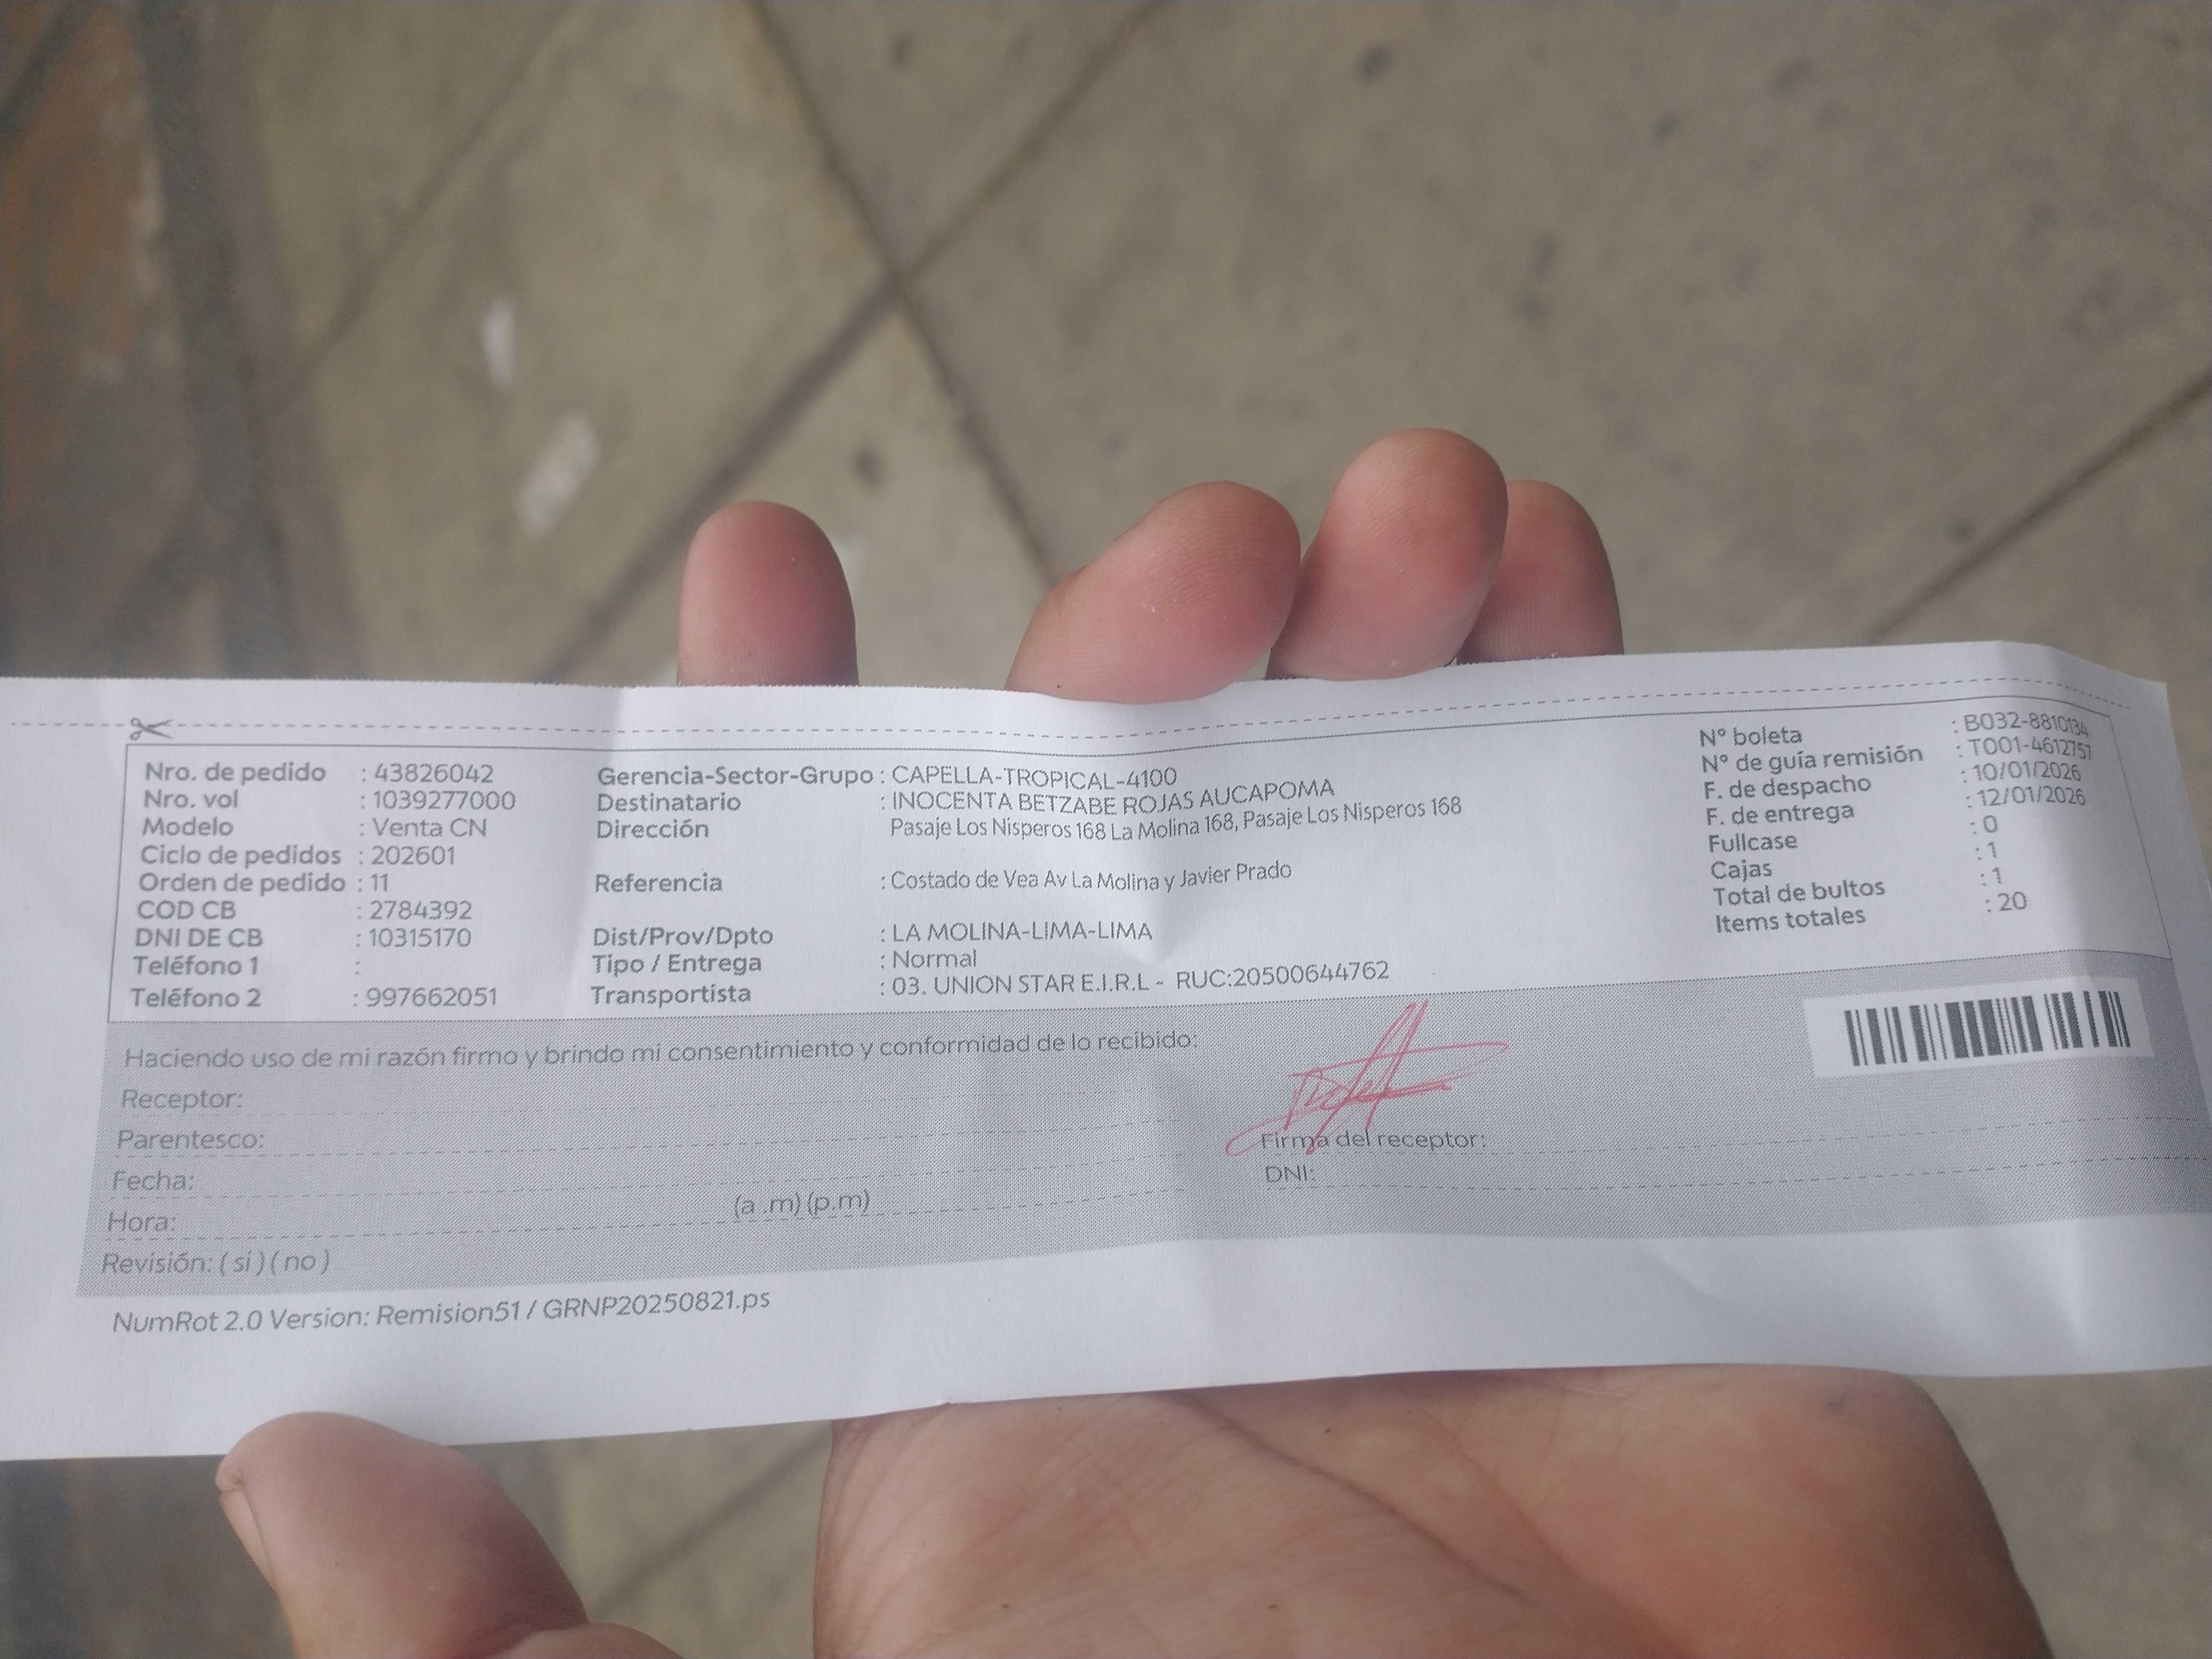 Nro. de pedido : 43826042
Nro. vol : 1039277000
Modelo : Venta CN
Ciclo de pedidos : 202601
Orden de pedido : 11
COD CB : 2784392
DNI DE CB : 10315170
Teléfono 1 :
Teléfono 2 : 997662051
Gerencia-Sector-Grupo : CAPELLA-TROPICAL-4100
Destinatario : INOCENTA BETZABE ROJAS AUCAPOMA
Dirección Pasaje Los Nisperos 168 La Molina 168, Pasaje Los Nisperos 168
Referencia : Costado de Vea Av La Molina y Javier Prado
Dist/Prov/Dpto : LA MOLINA-LIMA-LIMA
Tipo / Entrega : Normal
Transportista : 03. UNION STAR E.I.R.L - RUC:20500644762
N° boleta : B032-8810134
N° de guía remisión : T001-4612757
F. de despacho : 10/01/2026
F. de entrega : 12/01/2026
Fullcase : 0
Cajas : 1
Total de bultos : 1
Items totales : 20
Haciendo uso de mi razón firmo y brindo mi consentimiento y conformidad de lo recibido:
Receptor:
Parentesco:
Fecha:
Hora: (a .m) (p.m)
Revisión: ( si ) ( no )
Firma del receptor:
DNI:
NumRot 2.0 Version: Remision51 / GRNP20250821.ps